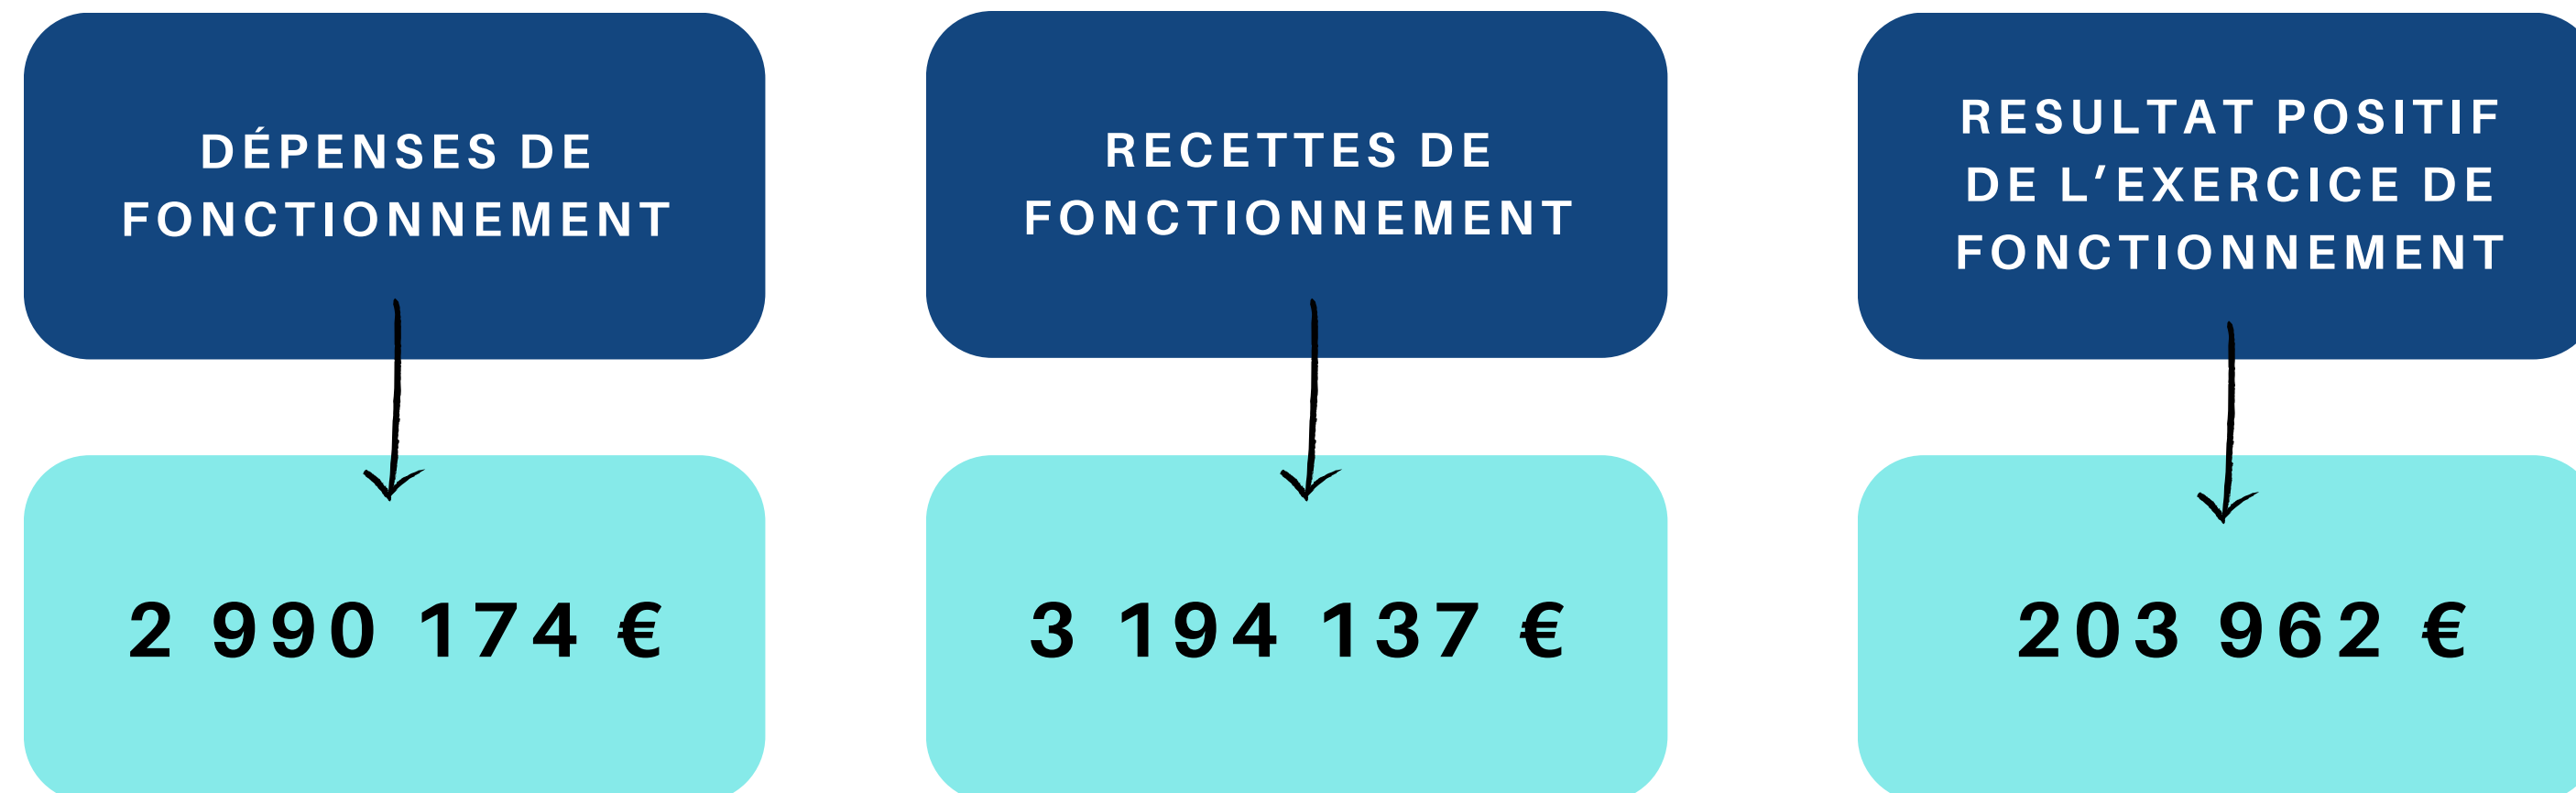 DÉPENSES DE
FONCTIONNEMENT
2 990 174 €
RECETTES DE
FONCTIONNEMENT
3 194 137 €
RESULTAT POSITIF
DE L’EXERCICE DE
FONCTIONNEMENT
203 962 €